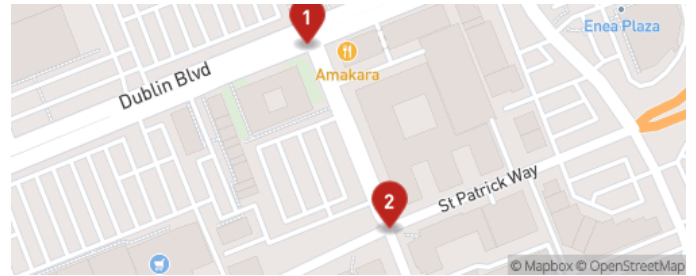 1
Enea Plaza
Amakara
Dublin Blvd
2
St Patrick Way
© Mapbox © OpenStreetMap